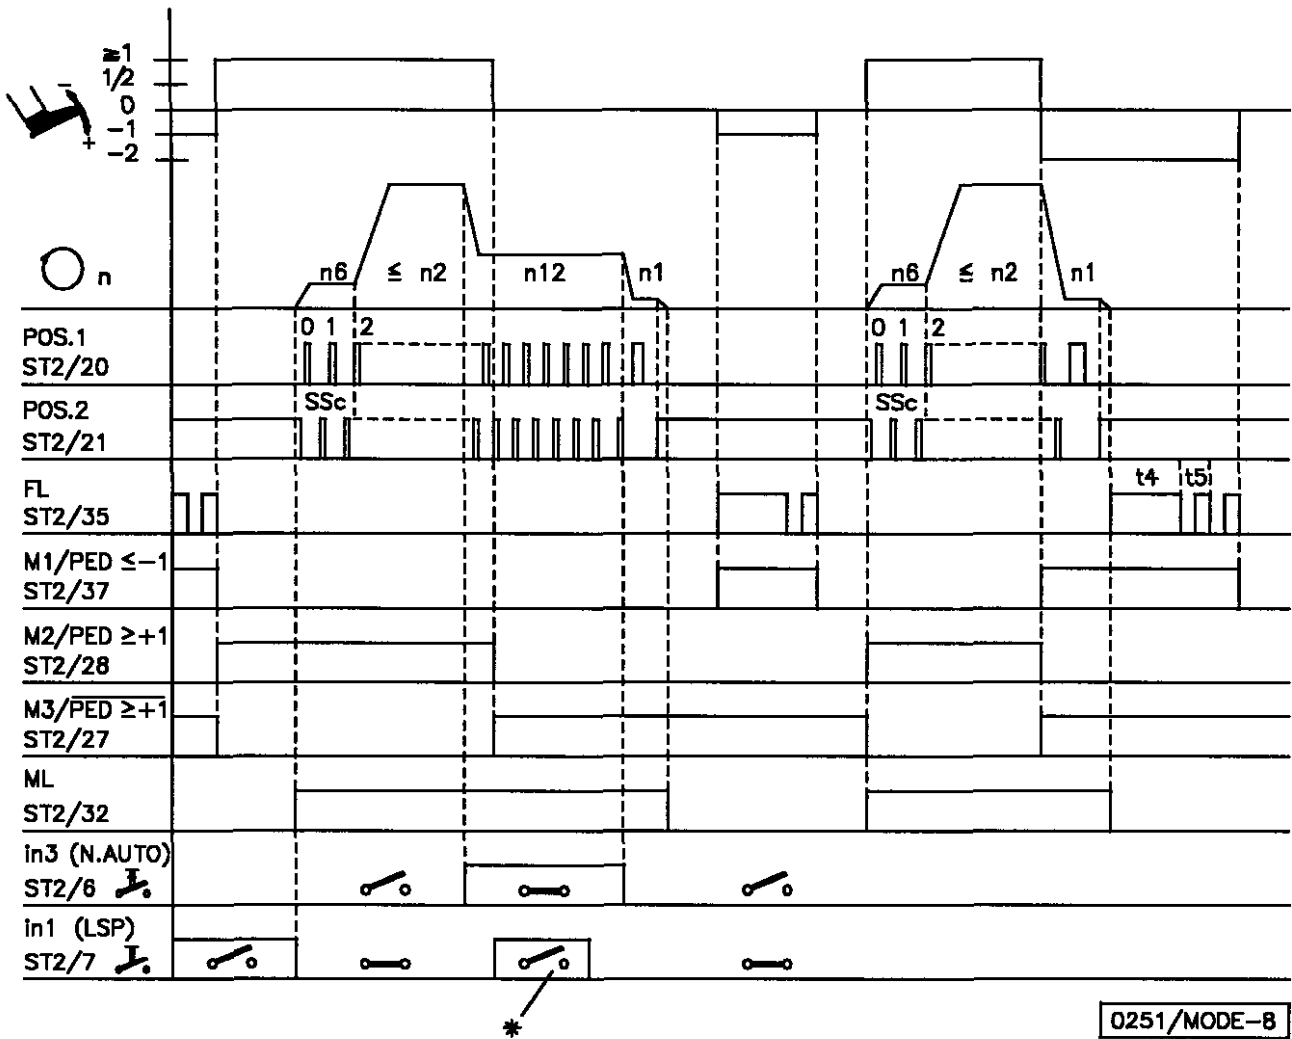 ≥1
1/2
0
−1
−2
−
+
n
n6 ≤ n2 n12 n1 n6 ≤ n2 n1
POS.1
ST2/20
0 1 2 0 1 2
POS.2
ST2/21
SSc SSc
FL
ST2/35
t4 t5
M1/PED ≤−1
ST2/37
M2/PED ≥+1
ST2/28
M3/PED ≥+1
ST2/27
ML
ST2/32
in3 (N.AUTO)
ST2/6
in1 (LSP)
ST2/7
*
0251/MODE−8